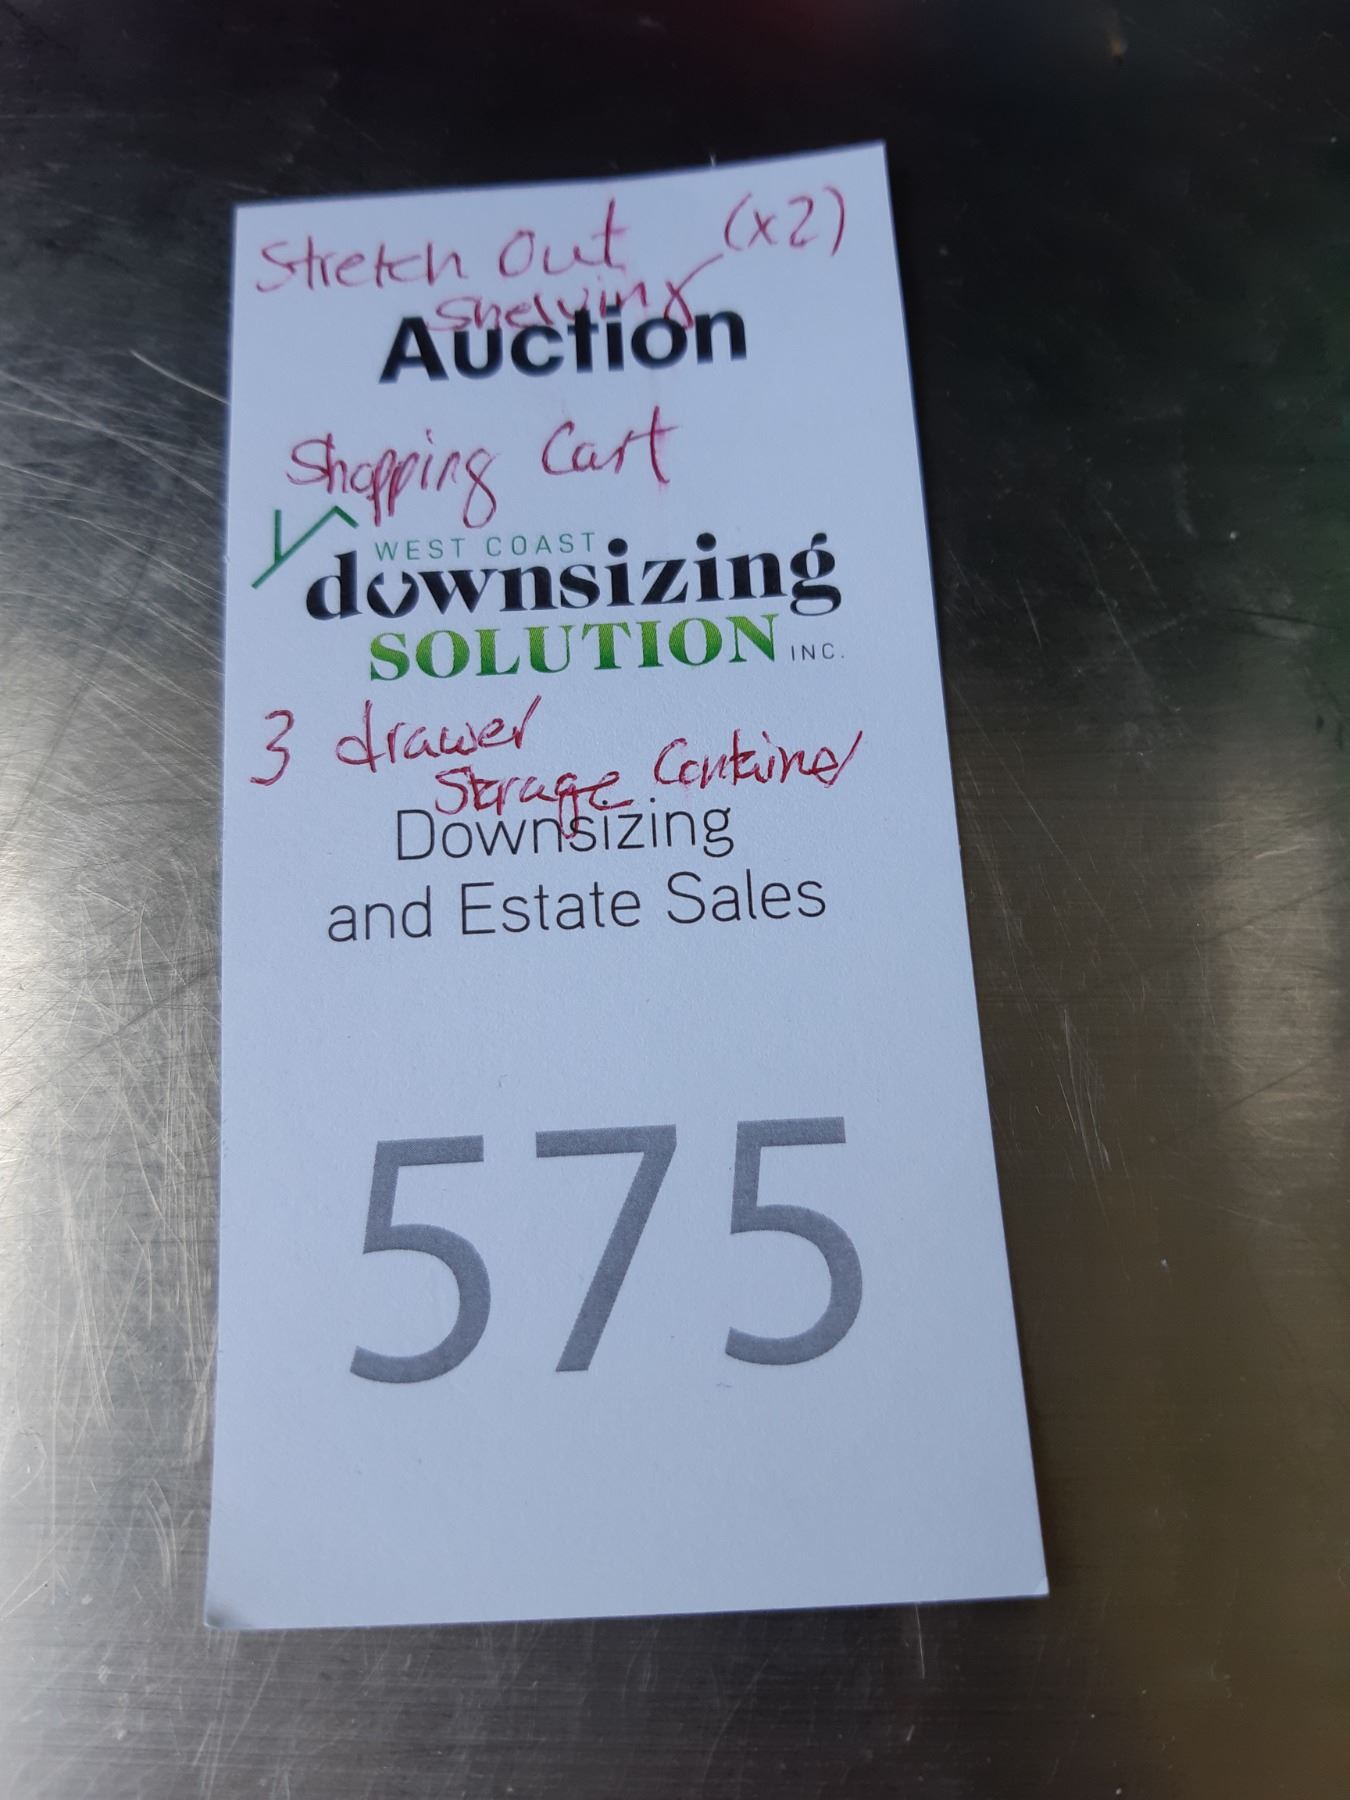 Stretch Out (x2)
Shelving
Auction
Shopping Cart
WEST COAST
downsizing
SOLUTION INC.
3 drawer
Storage Container
Downsizing
and Estate Sales
575